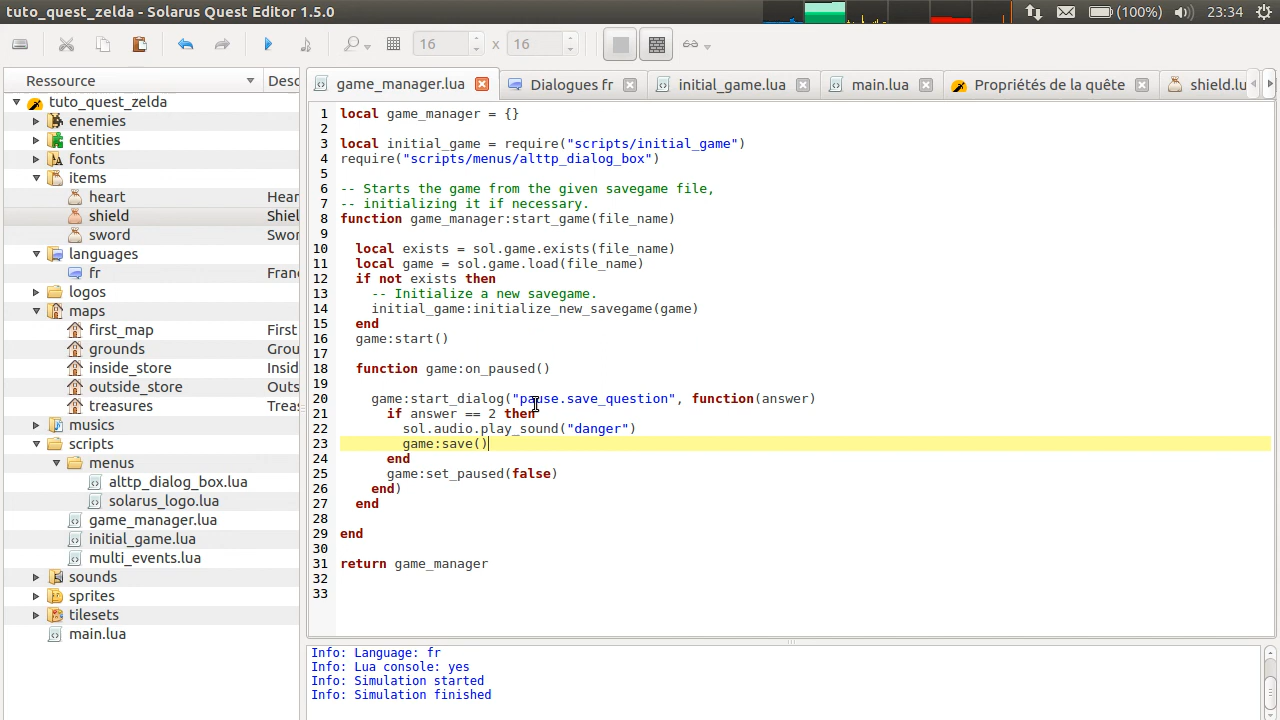 tuto_quest_zelda - Solarus Quest Editor 1.5.0
(100%)
23:34
16 x 16
Ressource
Desc
tuto_quest_zelda
enemies
entities
fonts
items
heart Hear
shield Shiel
sword Swor
languages
fr Franc
logos
maps
first_map First
grounds Grou
inside_store Insid
outside_store Outs
treasures Treas
musics
scripts
menus
alttp_dialog_box.lua
solarus_logo.lua
game_manager.lua
initial_game.lua
multi_events.lua
sounds
sprites
tilesets
main.lua
game_manager.lua
Dialogues fr
initial_game.lua
main.lua
Propriétés de la quête
shield.lu
1 local game_manager = {}
2
3 local initial_game = require("scripts/initial_game")
4 require("scripts/menus/alttp_dialog_box")
5
6 -- Starts the game from the given savegame file,
7 -- initializing it if necessary.
8 function game_manager:start_game(file_name)
9
10 local exists = sol.game.exists(file_name)
11 local game = sol.game.load(file_name)
12 if not exists then
13 -- Initialize a new savegame.
14 initial_game:initialize_new_savegame(game)
15 end
16 game:start()
17
18 function game:on_paused()
19
20 game:start_dialog("pause.save_question", function(answer)
21 if answer == 2 then
22 sol.audio.play_sound("danger")
23 game:save()
24 end
25 game:set_paused(false)
26 end)
27 end
28
29 end
30
31 return game_manager
32
33
Info: Language: fr
Info: Lua console: yes
Info: Simulation started
Info: Simulation finished